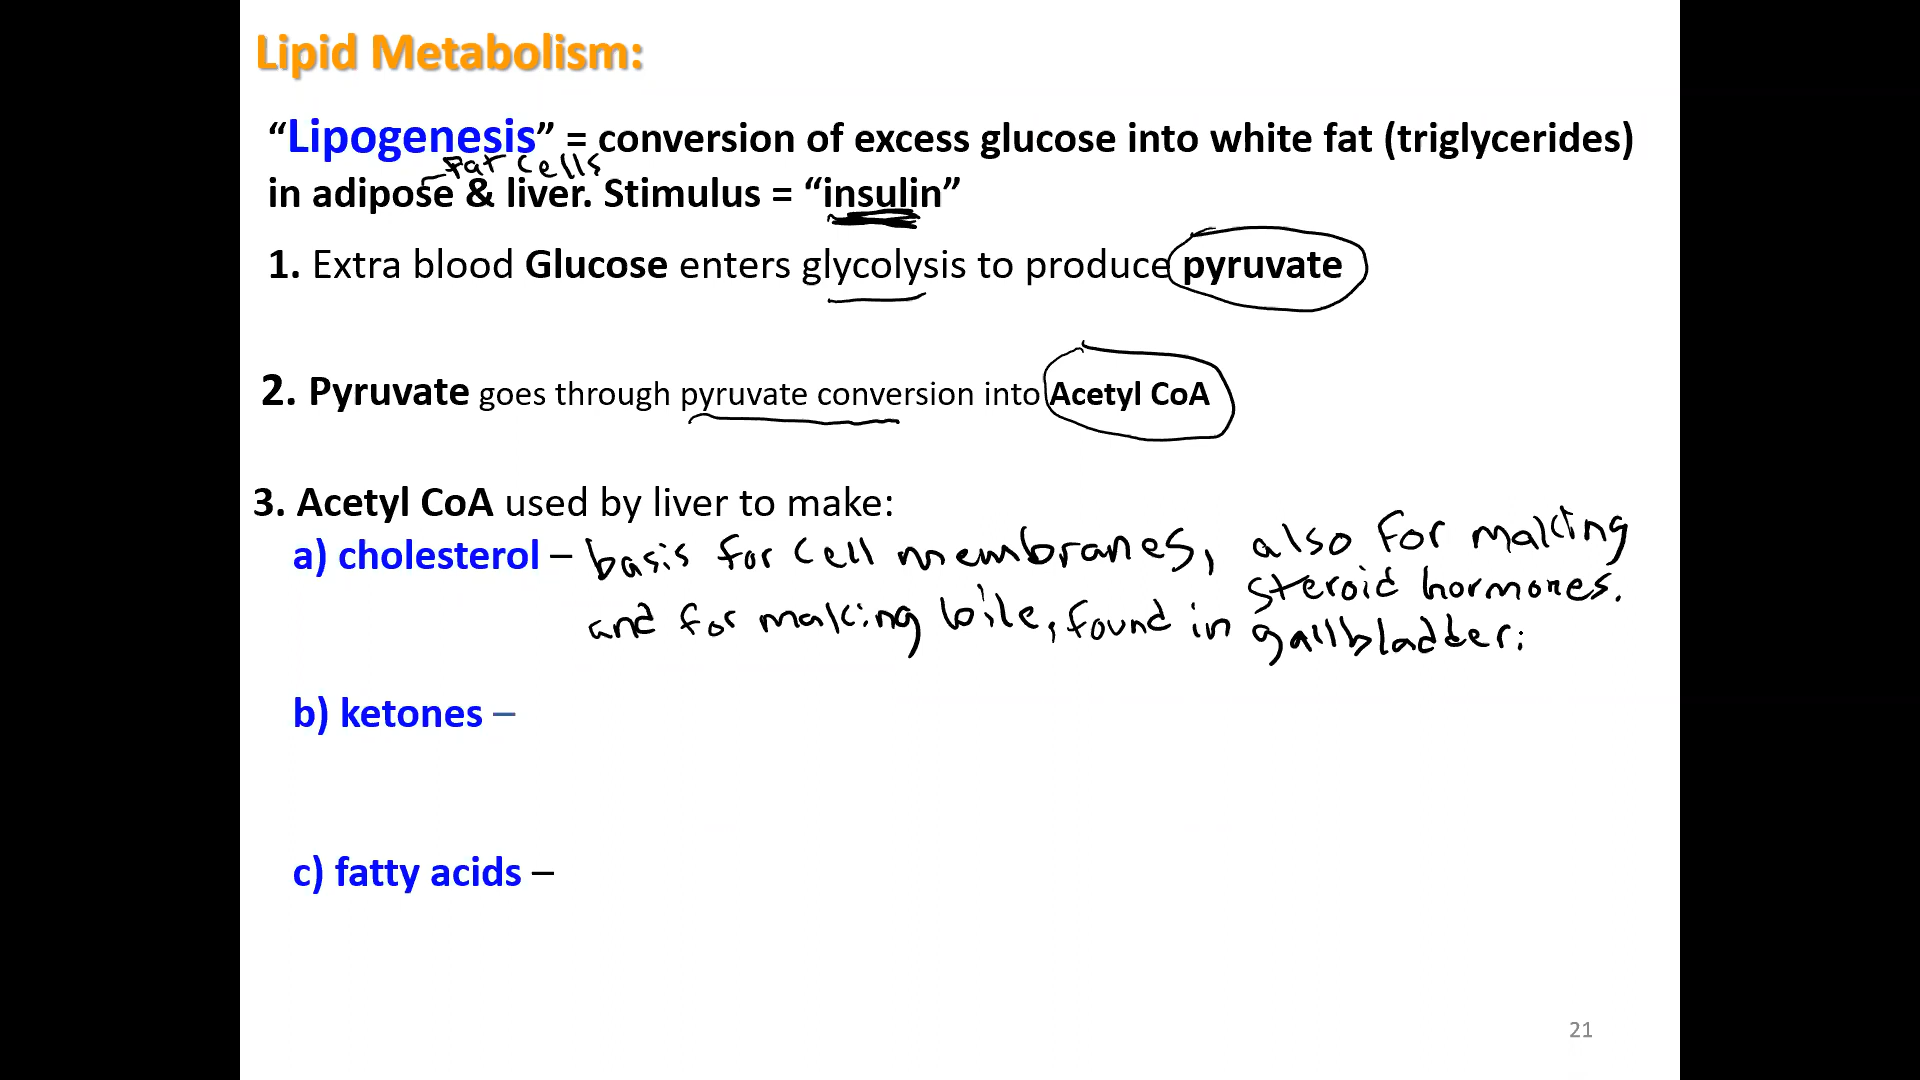 Lipid Metabolism:
“Lipogenesis” = conversion of excess glucose into white fat (triglycerides)
Fat cells
in adipose & liver. Stimulus = “insulin”
1. Extra blood Glucose enters glycolysis to produce pyruvate
2. Pyruvate goes through pyruvate conversion into Acetyl CoA
3. Acetyl CoA used by liver to make:
a) cholesterol – basis for cell membranes, also for making
steroid hormones.
and for making bile, found in gallbladder.
b) ketones –
c) fatty acids –
21